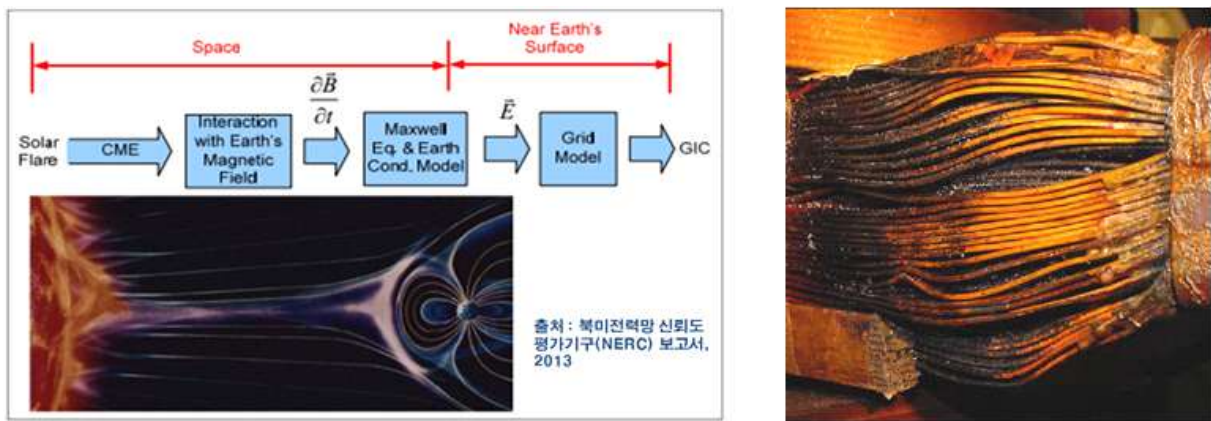 Space
Near Earth's
Surface
∂B⃗
∂t
E⃗
Solar
Flare
CME
Interaction
with Earth's
Magnetic
Field
Maxwell
Eq. & Earth
Cond. Model
Grid
Model
GIC
출처 : 북미전력망 신뢰도
평가기구(NERC) 보고서,
2013